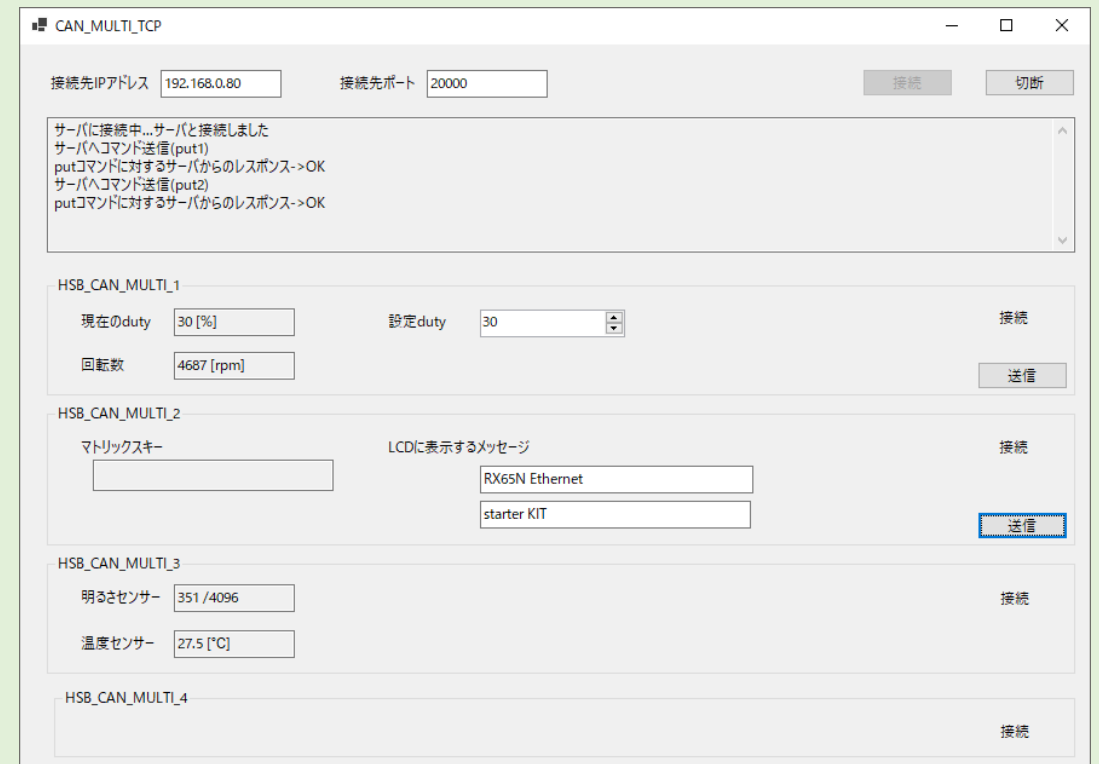 CAN_MULTI_TCP
接続先IPアドレス 192.168.0.80 接続先ポート 20000 接続 切断
サーバに接続中...サーバと接続しました
サーバへコマンド送信(put1)
putコマンドに対するサーバからのレスポンス->OK
サーバへコマンド送信(put2)
putコマンドに対するサーバからのレスポンス->OK
HSB_CAN_MULTI_1
現在のduty 30 [%] 設定duty 30 接続
回転数 4687 [rpm] 送信
HSB_CAN_MULTI_2
マトリックスキー LCDに表示するメッセージ 接続
RX65N Ethernet
starter KIT 送信
HSB_CAN_MULTI_3
明るさセンサー 351 /4096 接続
温度センサー 27.5 [℃]
HSB_CAN_MULTI_4
接続